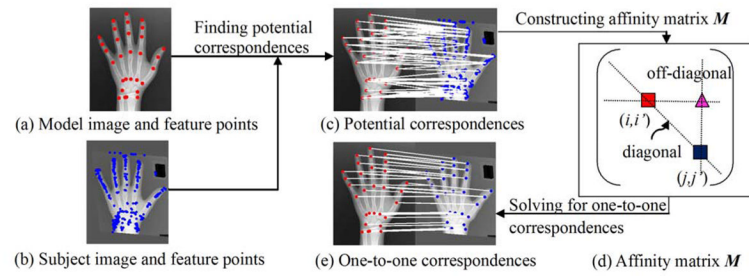 Finding potential
correspondences
Constructing affinity matrix M
(a) Model image and feature points
(c) Potential correspondences
off-diagonal
(i,i')
diagonal
(j,j')
Solving for one-to-one
correspondences
(b) Subject image and feature points
(e) One-to-one correspondences
(d) Affinity matrix M